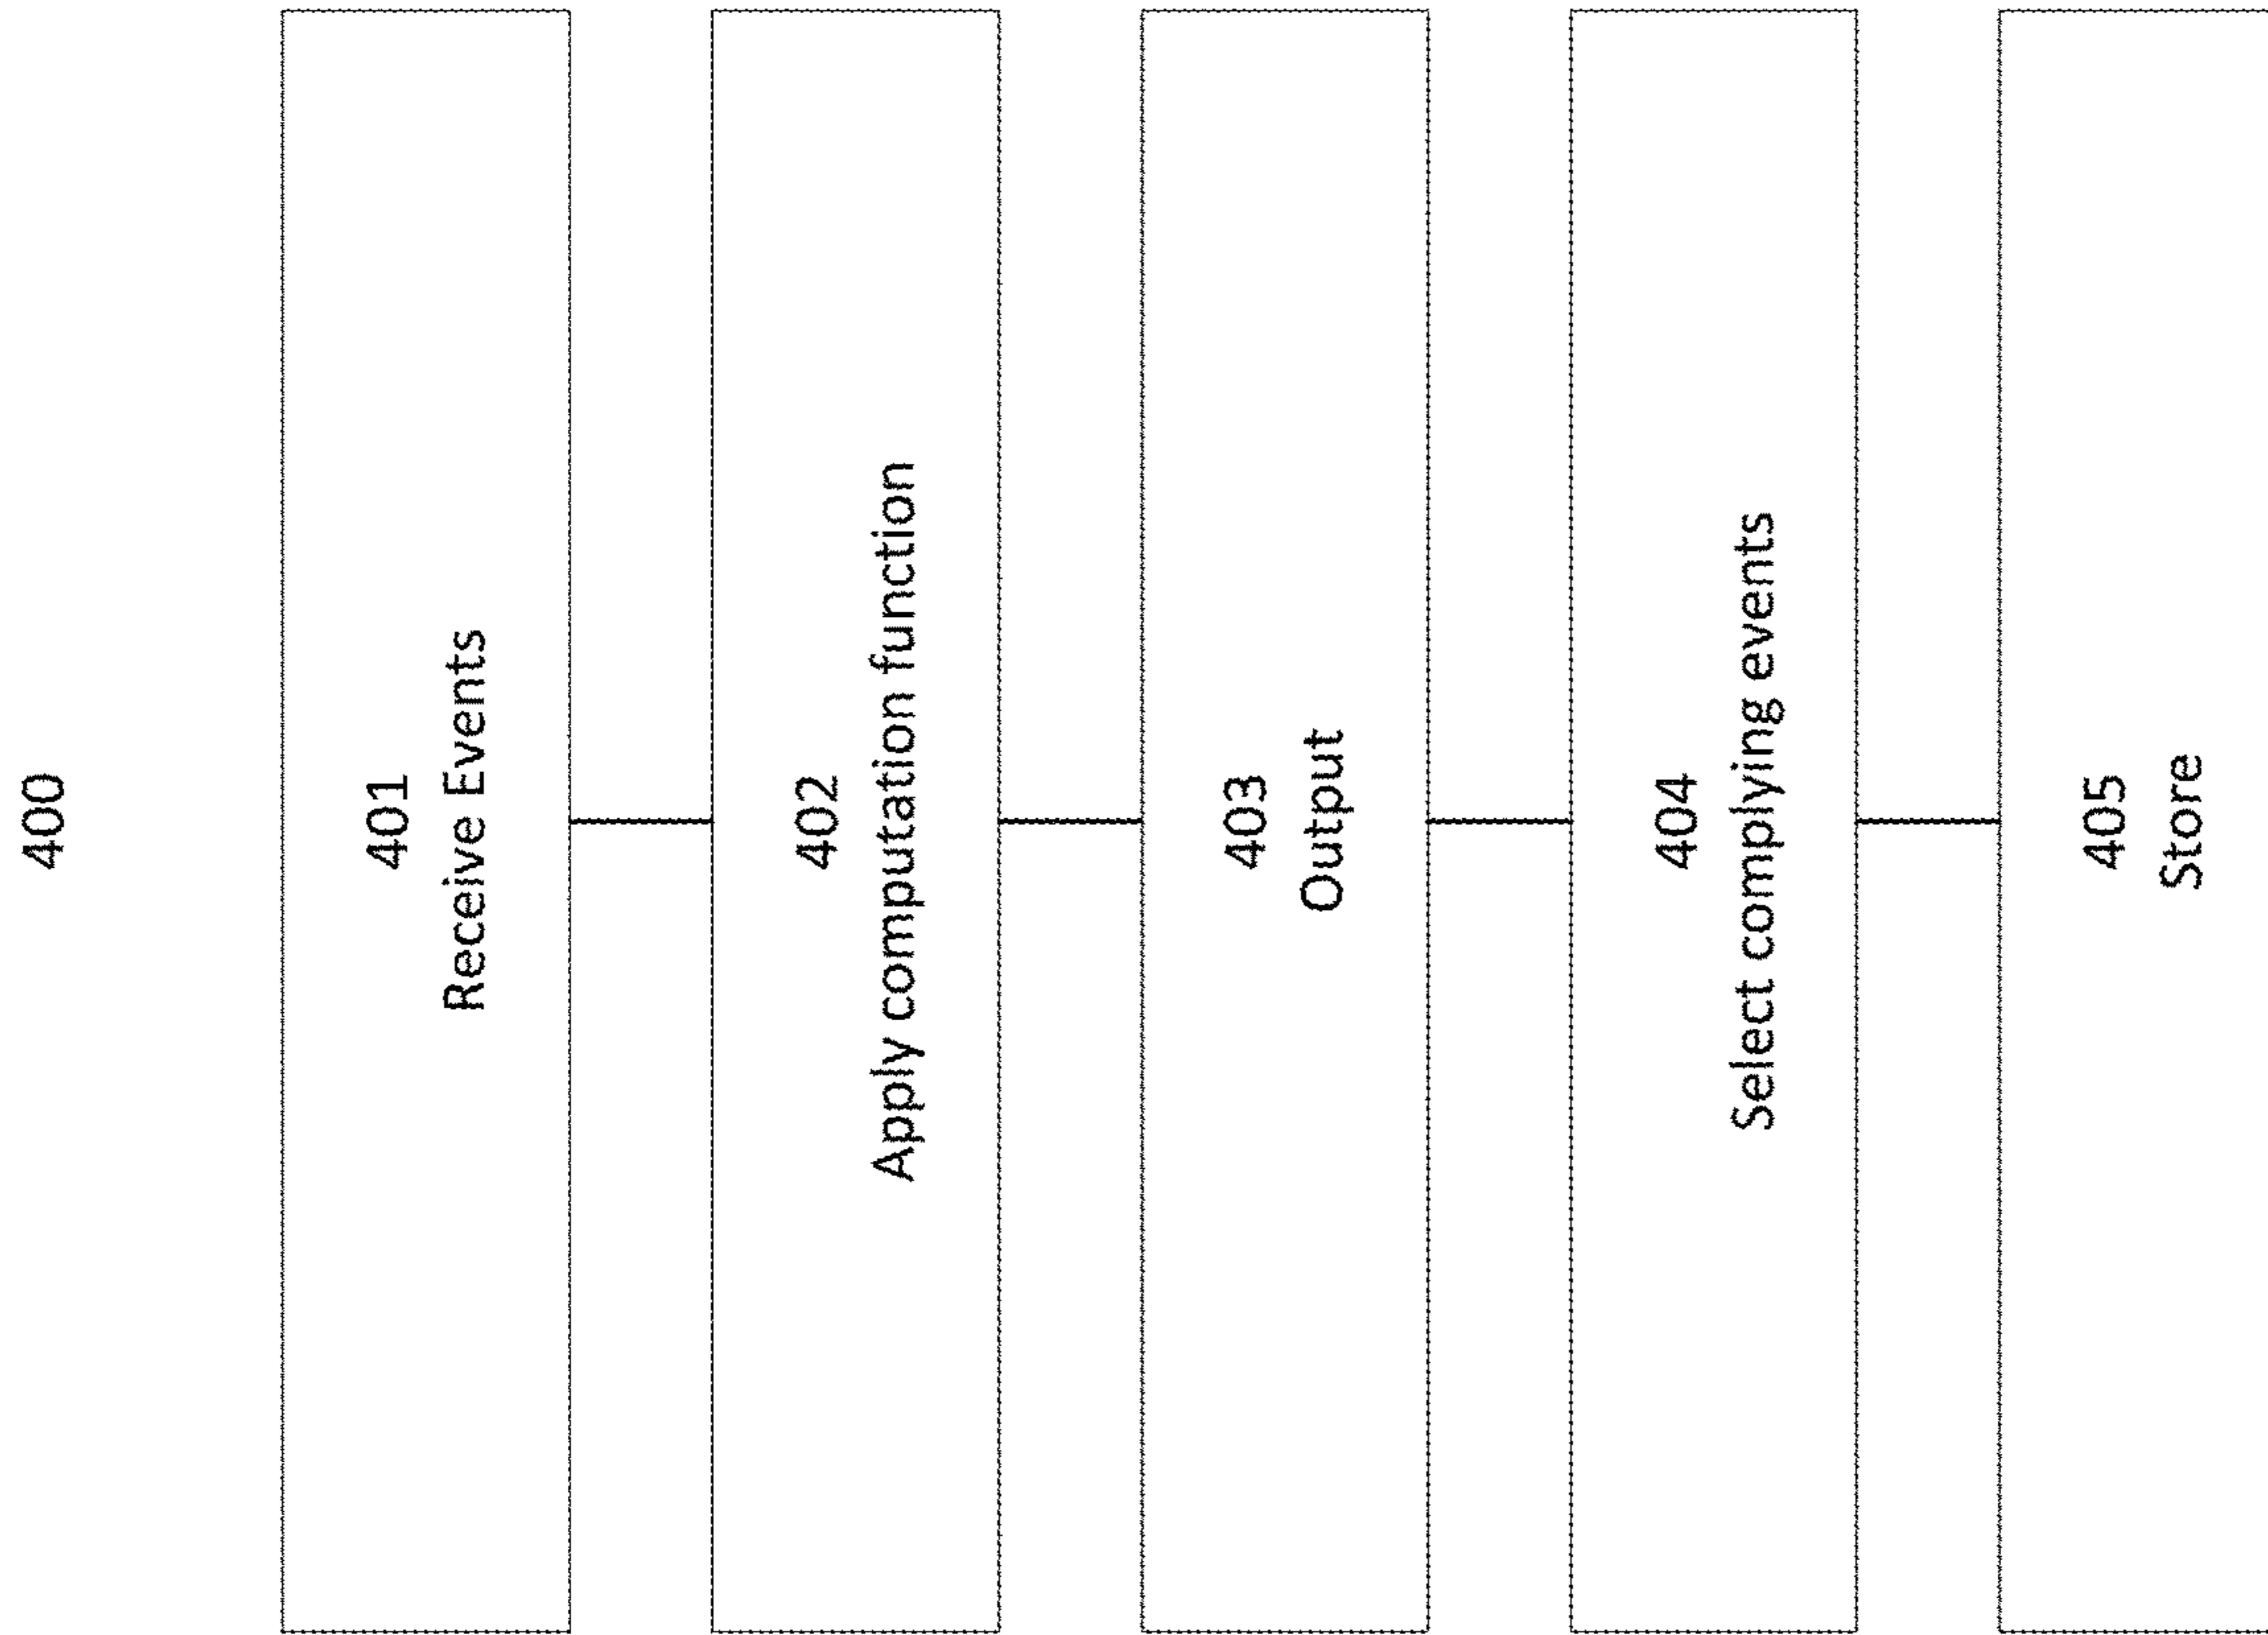 400
401
Receive Events
402
Apply computation function
403
Output
404
Select complying events
405
Store